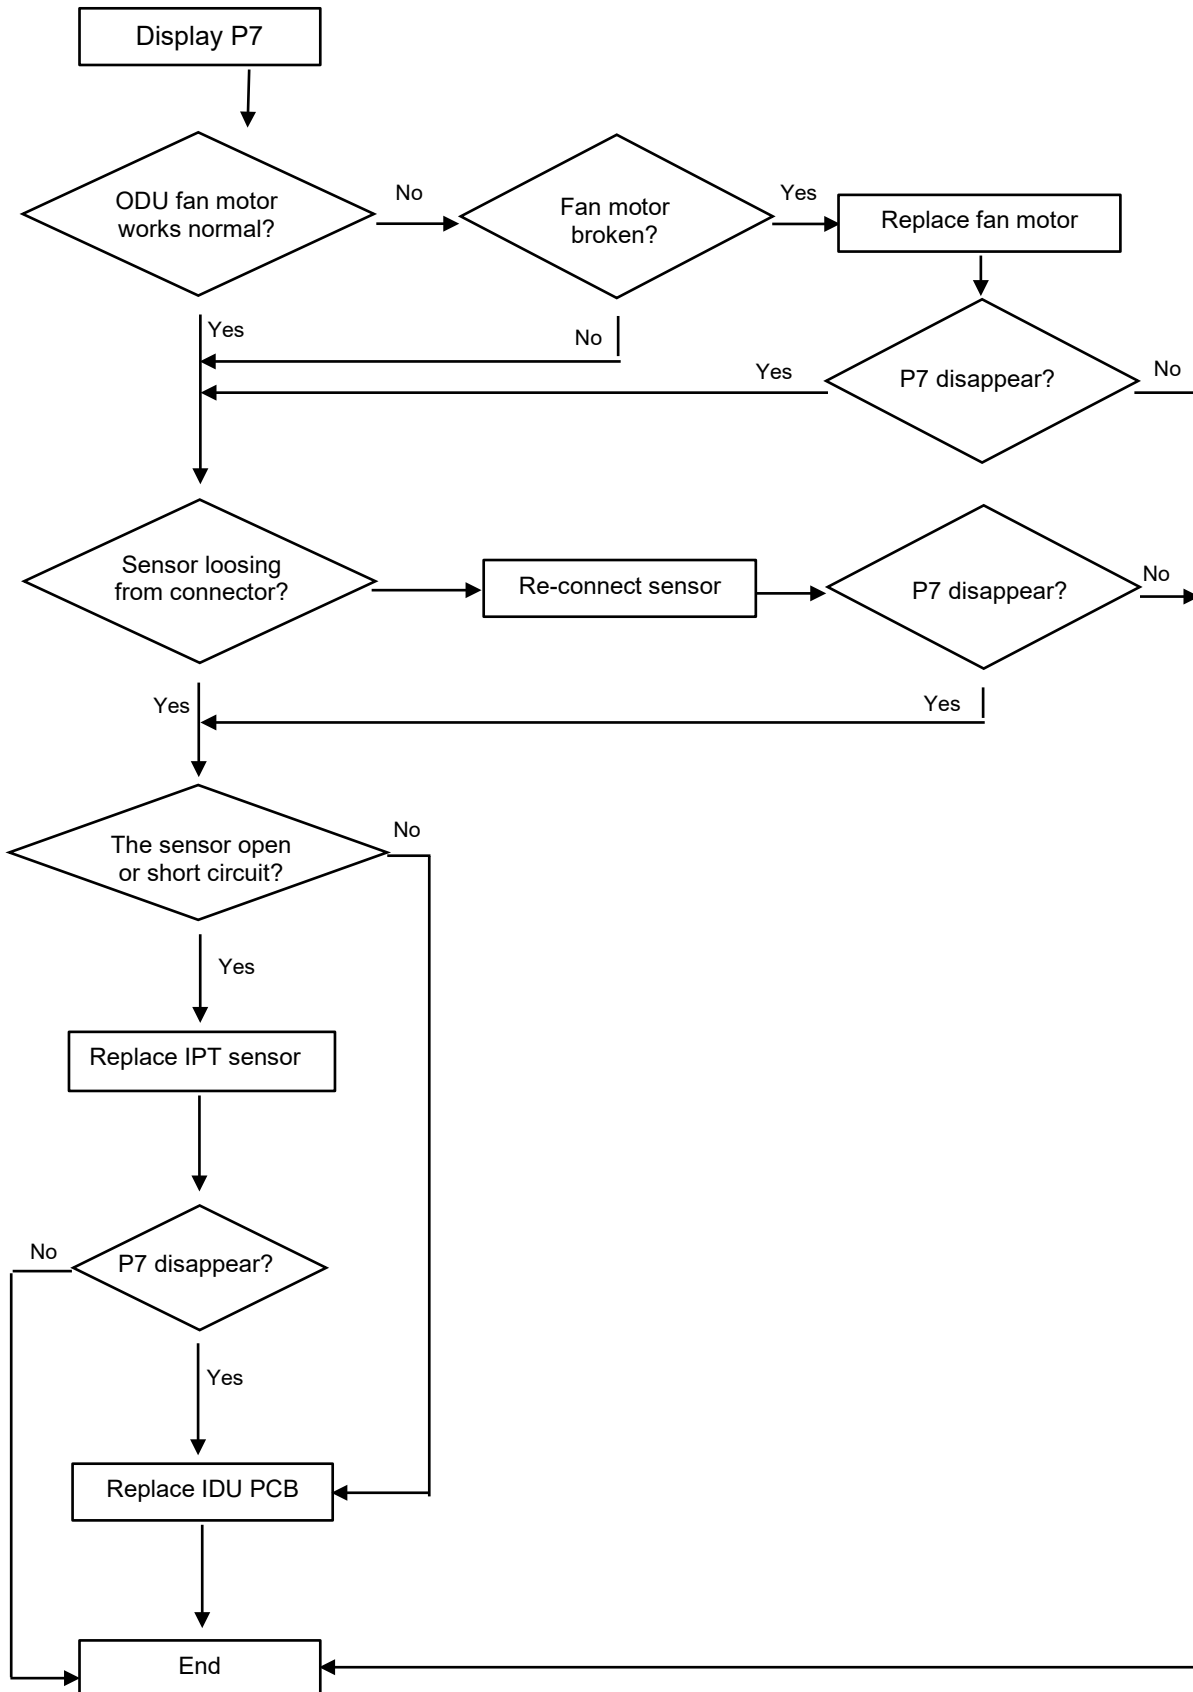 Display P7
ODU fan motor
works normal?
No
Fan motor
broken?
Yes
Replace fan motor
Yes
No
Yes
P7 disappear?
No
Sensor loosing
from connector?
Re-connect sensor
P7 disappear?
No
Yes
Yes
The sensor open
or short circuit?
No
Yes
Replace IPT sensor
No
P7 disappear?
Yes
Replace IDU PCB
End